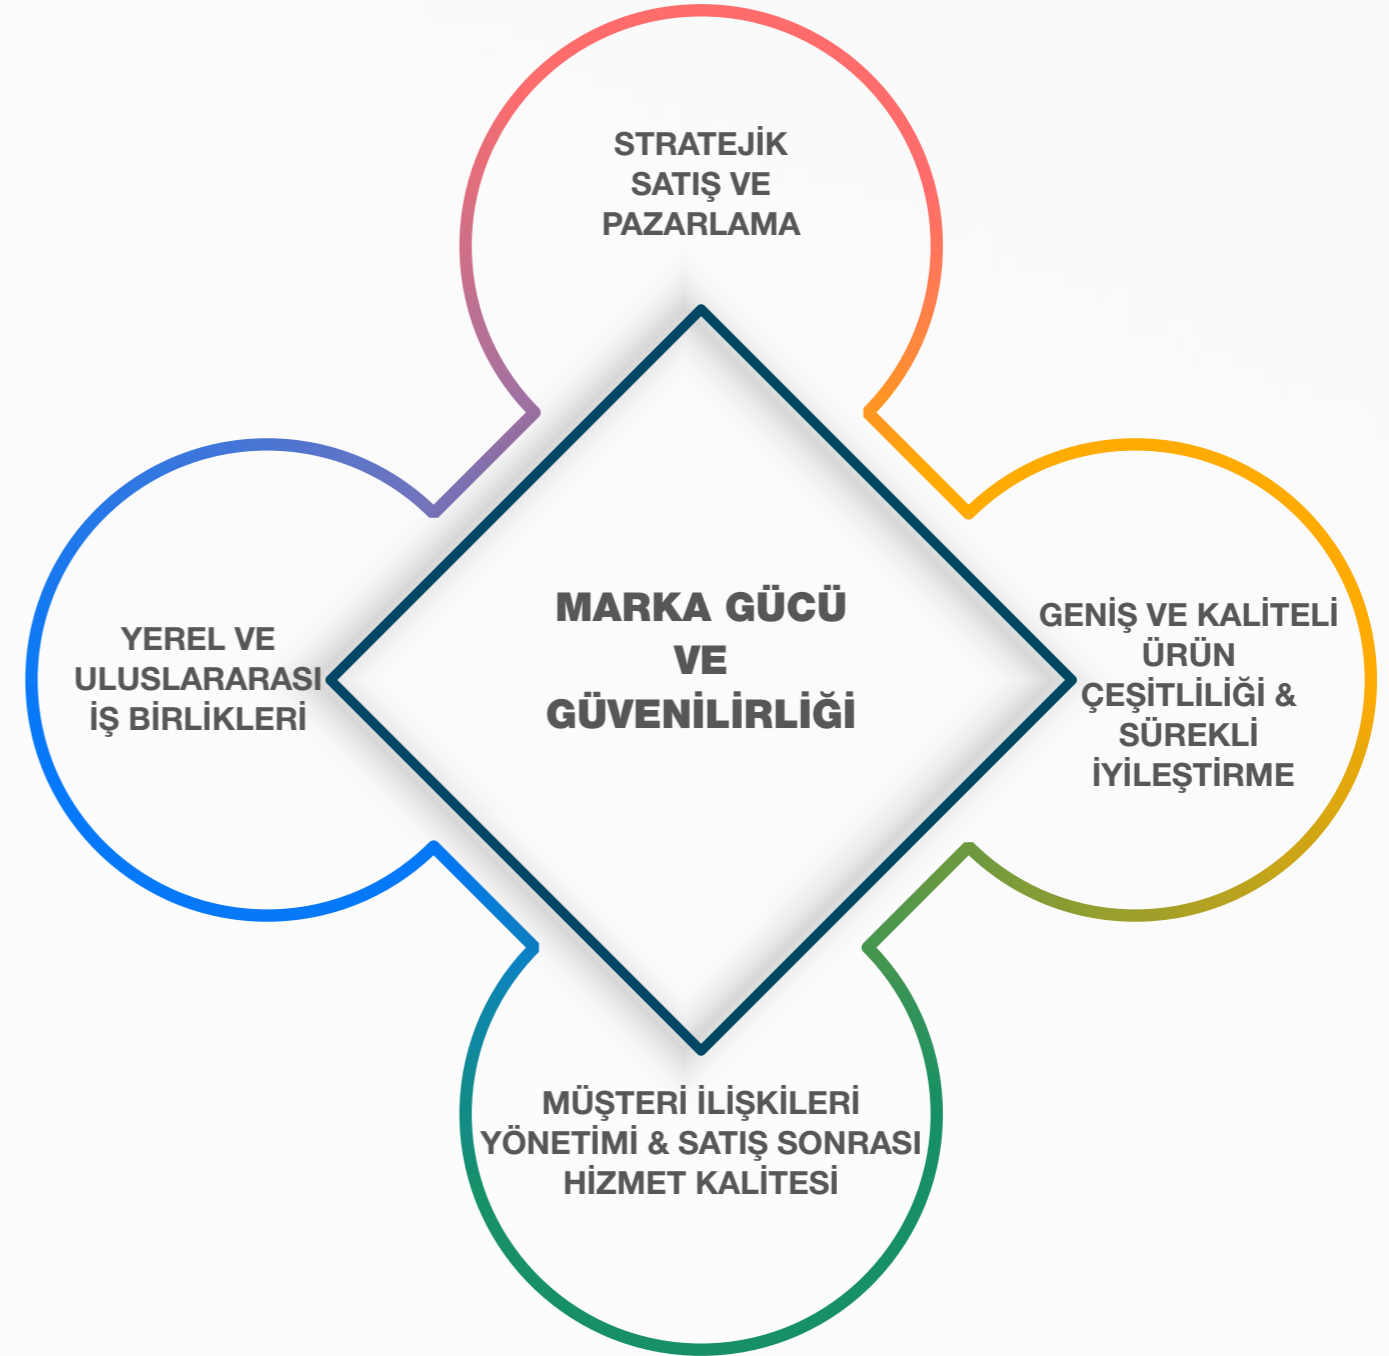 STRATEJİK
SATIŞ VE
PAZARLAMA
YEREL VE
ULUSLARARASI
İŞ BİRLİKLERİ
MARKA GÜCÜ
VE
GÜVENİLİRLİĞİ
GENİŞ VE KALİTELİ
ÜRÜN
ÇEŞİTLİLİĞİ &
SÜREKLİ
İYİLEŞTİRME
MÜŞTERİ İLİŞKİLERİ
YÖNETİMİ & SATIŞ SONRASI
HİZMET KALİTESİ